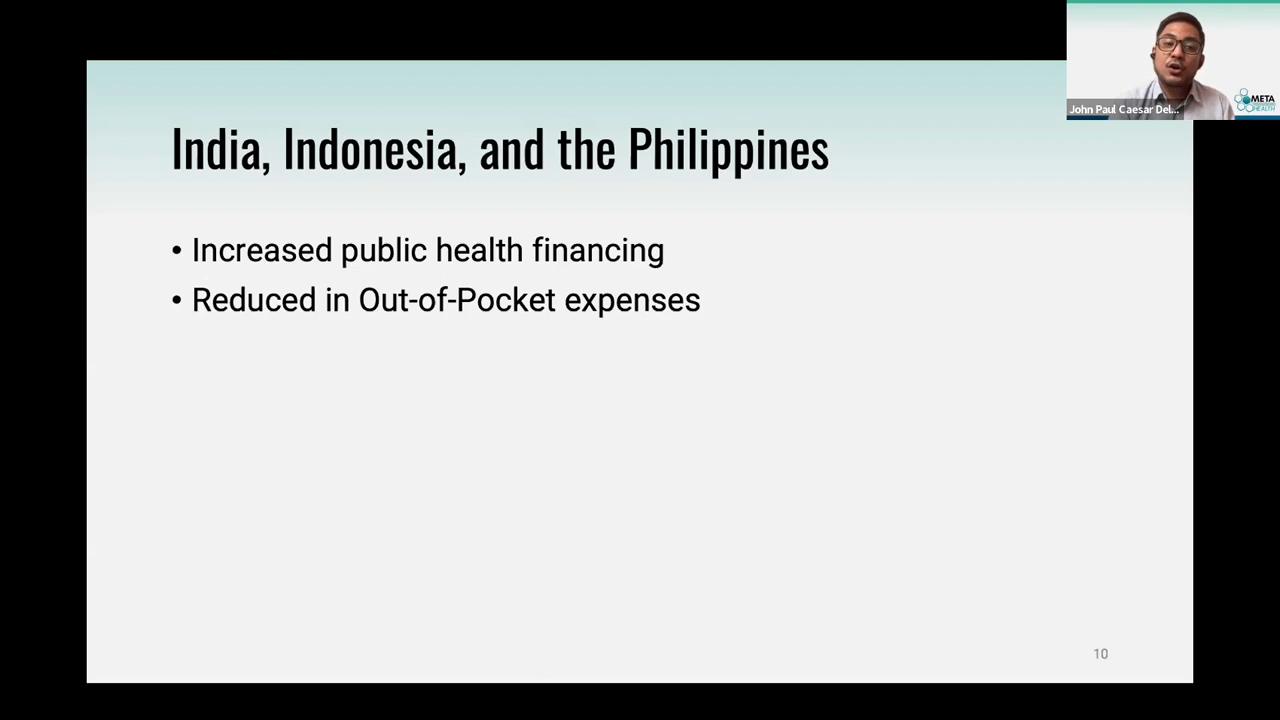 India, Indonesia, and the Philippines
• Increased public health financing
• Reduced in Out-of-Pocket expenses
10
John Paul Caesar Del...
META
HEALTH